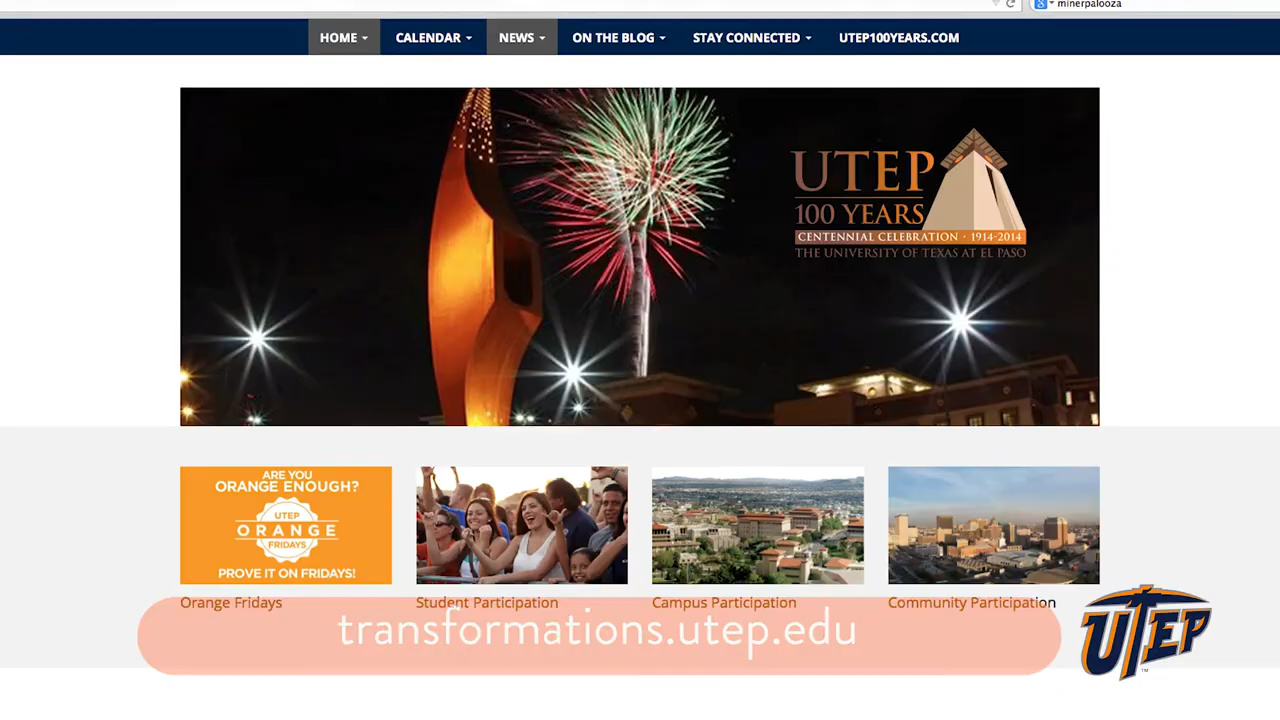 minerpalooza
HOME
CALENDAR
NEWS
ON THE BLOG
STAY CONNECTED
UTEP100YEARS.COM
UTEP
100 YEARS
CENTENNIAL CELEBRATION · 1914-2014
THE UNIVERSITY OF TEXAS AT EL PASO
ARE YOU
ORANGE ENOUGH?
UTEP
ORANGE
FRIDAYS
PROVE IT ON FRIDAYS!
Orange Fridays
Student Participation
Campus Participation
Community Participation
transformations.utep.edu
UTEP
TM